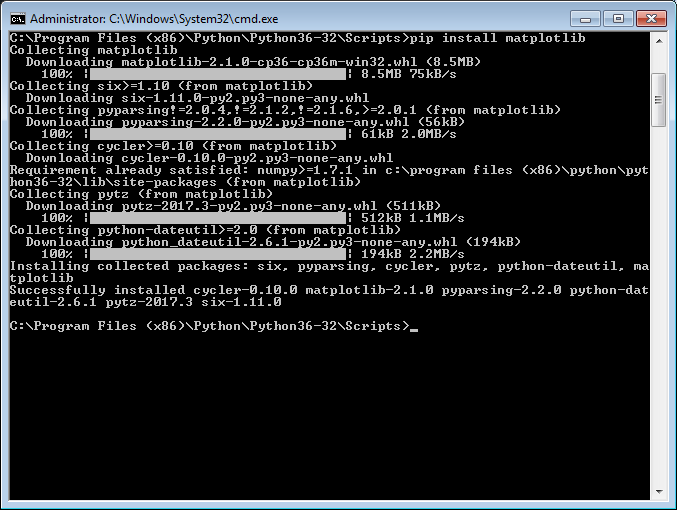 Administrator: C:\Windows\System32\cmd.exe
C:\Program Files (x86)\Python\Python36-32\Scripts>pip install matplotlib
Collecting matplotlib
  Downloading matplotlib-2.1.0-cp36-cp36m-win32.whl (8.5MB)
    100% |████████████████████████████████| 8.5MB 75kB/s
Collecting six>=1.10 (from matplotlib)
  Downloading six-1.11.0-py2.py3-none-any.whl
Collecting pyparsing!=2.0.4,!=2.1.2,!=2.1.6,>=2.0.1 (from matplotlib)
  Downloading pyparsing-2.2.0-py2.py3-none-any.whl (56kB)
    100% |████████████████████████████████| 61kB 2.0MB/s
Collecting cycler>=0.10 (from matplotlib)
  Downloading cycler-0.10.0-py2.py3-none-any.whl
Requirement already satisfied: numpy>=1.7.1 in c:\program files (x86)\python\pyt
hon36-32\lib\site-packages (from matplotlib)
Collecting pytz (from matplotlib)
  Downloading pytz-2017.3-py2.py3-none-any.whl (511kB)
    100% |████████████████████████████████| 512kB 1.1MB/s
Collecting python-dateutil>=2.0 (from matplotlib)
  Downloading python_dateutil-2.6.1-py2.py3-none-any.whl (194kB)
    100% |████████████████████████████████| 194kB 2.2MB/s
Installing collected packages: six, pyparsing, cycler, pytz, python-dateutil, ma
tplotlib
Successfully installed cycler-0.10.0 matplotlib-2.1.0 pyparsing-2.2.0 python-dat
eutil-2.6.1 pytz-2017.3 six-1.11.0
C:\Program Files (x86)\Python\Python36-32\Scripts>_